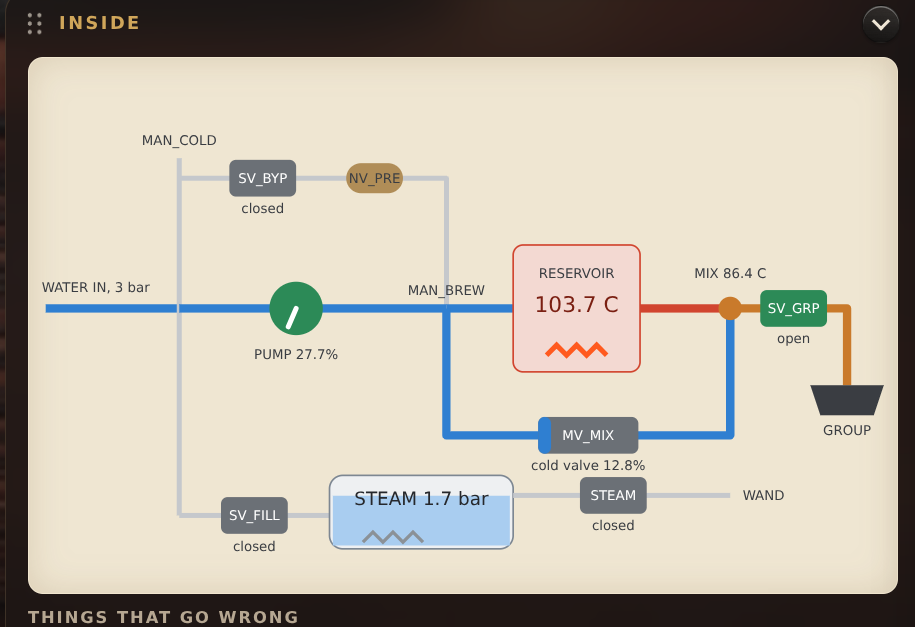 INSIDE
MAN_COLD
SV_BYP
NV_PRE
closed
WATER IN, 3 bar
MAN_BREW
RESERVOIR
MIX 86.4 C
103.7 C
SV_GRP
open
PUMP 27.7%
GROUP
MV_MIX
cold valve 12.8%
STEAM 1.7 bar
STEAM
WAND
SV_FILL
closed
closed
THINGS THAT GO WRONG